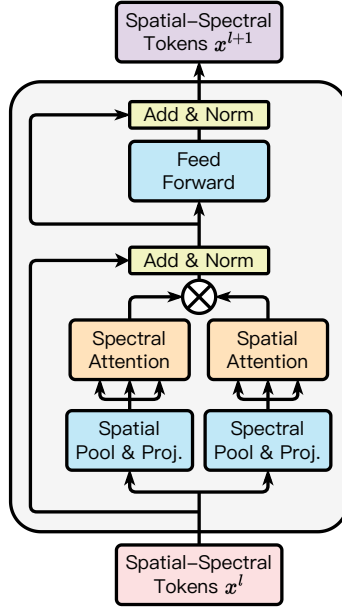 Spatial–Spectral
Tokens x^{l+1}
Add & Norm
Feed
Forward
Add & Norm
Spectral
Attention
Spatial
Attention
Spatial
Pool & Proj.
Spectral
Pool & Proj.
Spatial–Spectral
Tokens x^l